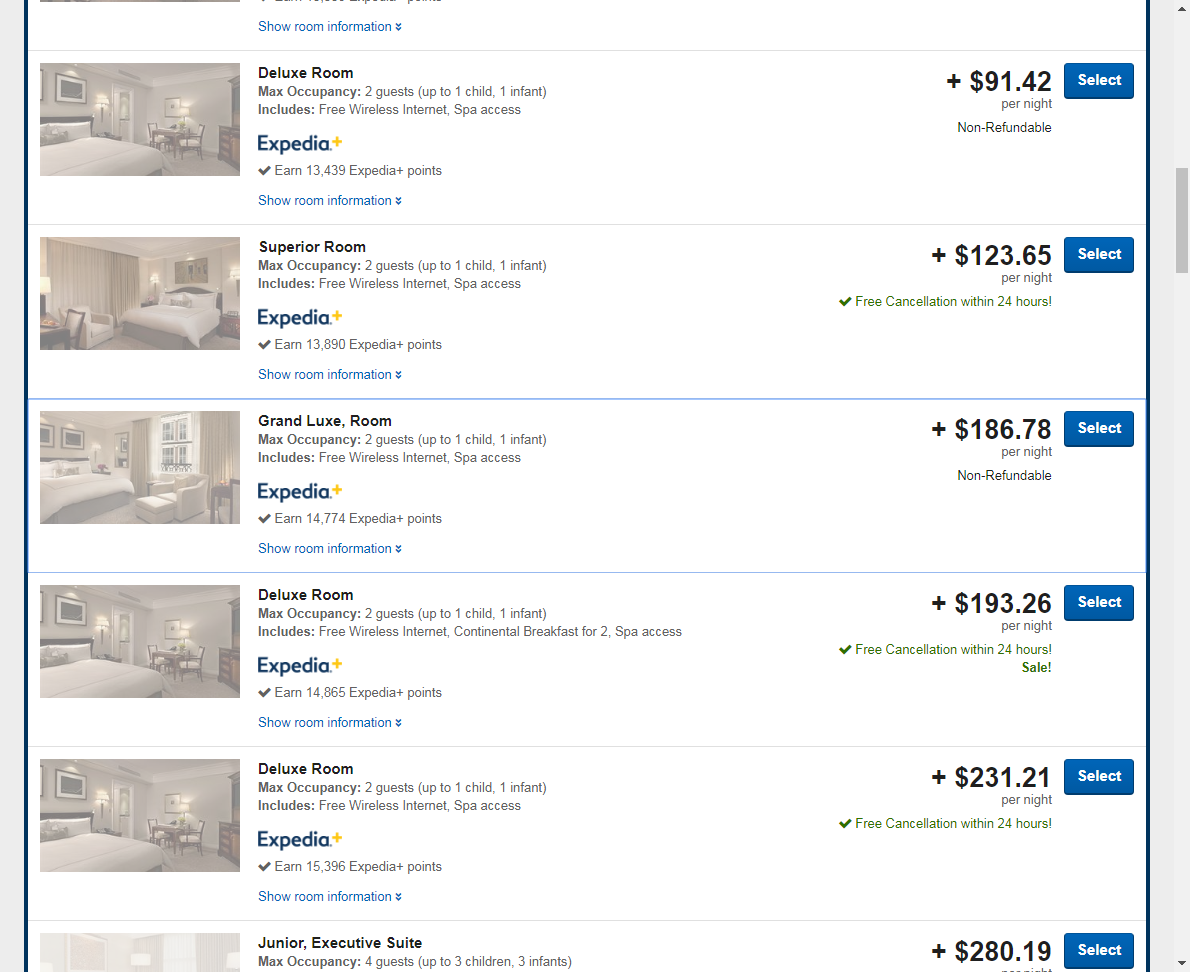 Show room information
Deluxe Room
Max Occupancy: 2 guests (up to 1 child, 1 infant)
Includes: Free Wireless Internet, Spa access
Expedia+
Earn 13,439 Expedia+ points
Show room information
+ $91.42
per night
Non-Refundable
Select
Superior Room
Max Occupancy: 2 guests (up to 1 child, 1 infant)
Includes: Free Wireless Internet, Spa access
Expedia+
Earn 13,890 Expedia+ points
Show room information
+ $123.65
per night
Free Cancellation within 24 hours!
Select
Grand Luxe, Room
Max Occupancy: 2 guests (up to 1 child, 1 infant)
Includes: Free Wireless Internet, Spa access
Expedia+
Earn 14,774 Expedia+ points
Show room information
+ $186.78
per night
Non-Refundable
Select
Deluxe Room
Max Occupancy: 2 guests (up to 1 child, 1 infant)
Includes: Free Wireless Internet, Continental Breakfast for 2, Spa access
Expedia+
Earn 14,865 Expedia+ points
Show room information
+ $193.26
per night
Free Cancellation within 24 hours!
Sale!
Select
Deluxe Room
Max Occupancy: 2 guests (up to 1 child, 1 infant)
Includes: Free Wireless Internet, Spa access
Expedia+
Earn 15,396 Expedia+ points
Show room information
+ $231.21
per night
Free Cancellation within 24 hours!
Select
Junior, Executive Suite
Max Occupancy: 4 guests (up to 3 children, 3 infants)
+ $280.19
per night
Select